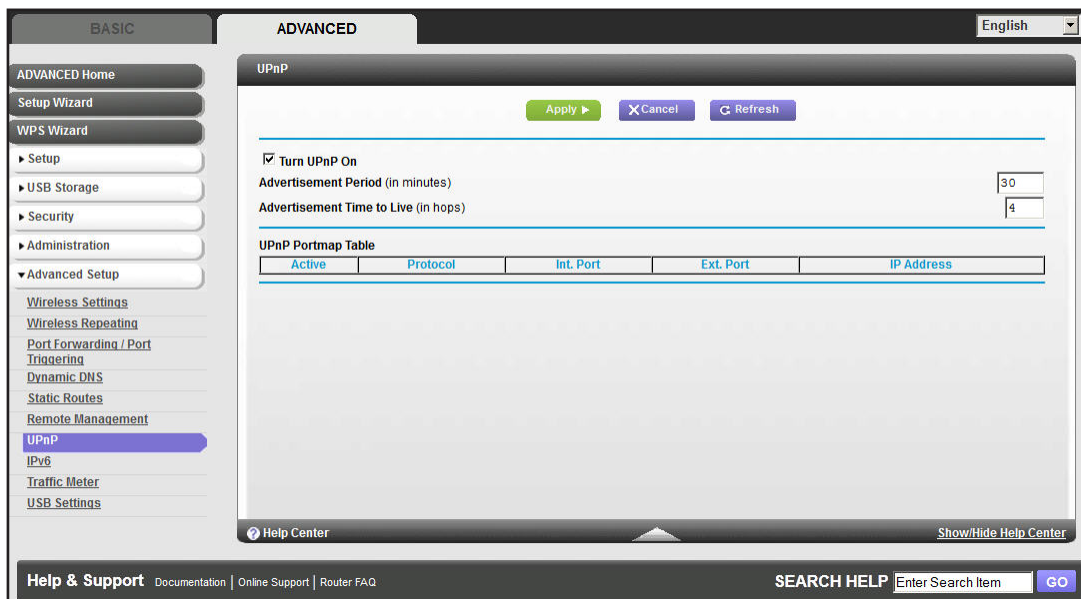 BASIC
ADVANCED
English
ADVANCED Home
Setup Wizard
WPS Wizard
Setup
USB Storage
Security
Administration
Advanced Setup
Wireless Settings
Wireless Repeating
Port Forwarding / Port
Triggering
Dynamic DNS
Static Routes
Remote Management
UPnP
IPv6
Traffic Meter
USB Settings
UPnP
Apply
Cancel
Refresh
Turn UPnP On
Advertisement Period (in minutes) 30
Advertisement Time to Live (in hops) 4
UPnP Portmap Table
Active Protocol Int. Port Ext. Port IP Address
Help Center
Show/Hide Help Center
Help & Support Documentation | Online Support | Router FAQ
SEARCH HELP Enter Search Item GO